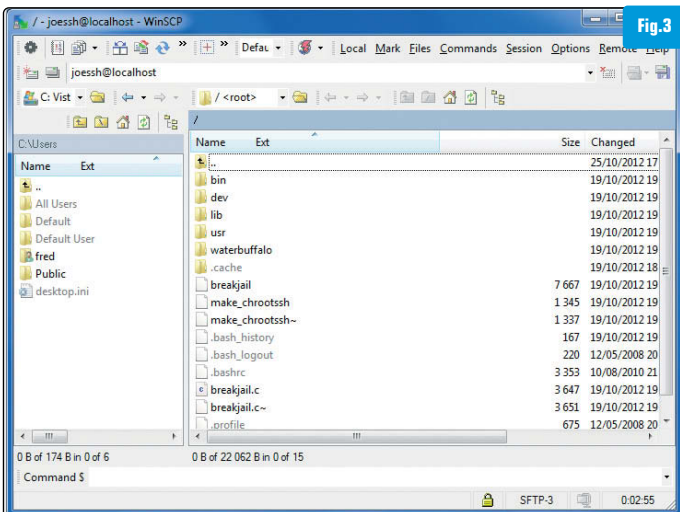 / - joessh@localhost - WinSCP
Fig.3
» » Defau Local Mark Files Commands Session Options Remote Help
joessh@localhost
C: Vist / <root>
/
C:\Users
Name Ext
..
All Users
Default
Default User
fred
Public
desktop.ini
Name Ext Size Changed
.. 25/10/2012 17
bin 19/10/2012 19
dev 19/10/2012 19
lib 19/10/2012 19
usr 19/10/2012 19
waterbuffalo 19/10/2012 19
.cache 19/10/2012 18
breakjail 7 667 19/10/2012 19
make_chrootssh 1 345 19/10/2012 19
make_chrootssh~ 1 337 19/10/2012 19
.bash_history 167 19/10/2012 19
.bash_logout 220 12/05/2008 20
.bashrc 3 353 10/08/2010 21
breakjail.c 3 647 19/10/2012 19
breakjail.c~ 3 651 19/10/2012 19
.profile 675 12/05/2008 20
0 B of 174 B in 0 of 6
0 B of 22 062 B in 0 of 15
Command $
SFTP-3 0:02:55